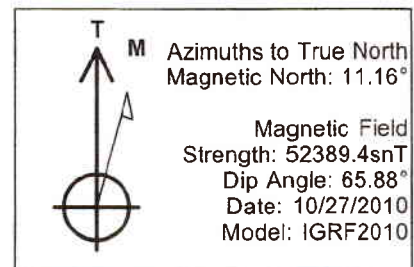 T
M
Azimuths to True North
Magnetic North: 11.16°
Magnetic Field
Strength: 52389.4snT
Dip Angle: 65.88°
Date: 10/27/2010
Model: IGRF2010